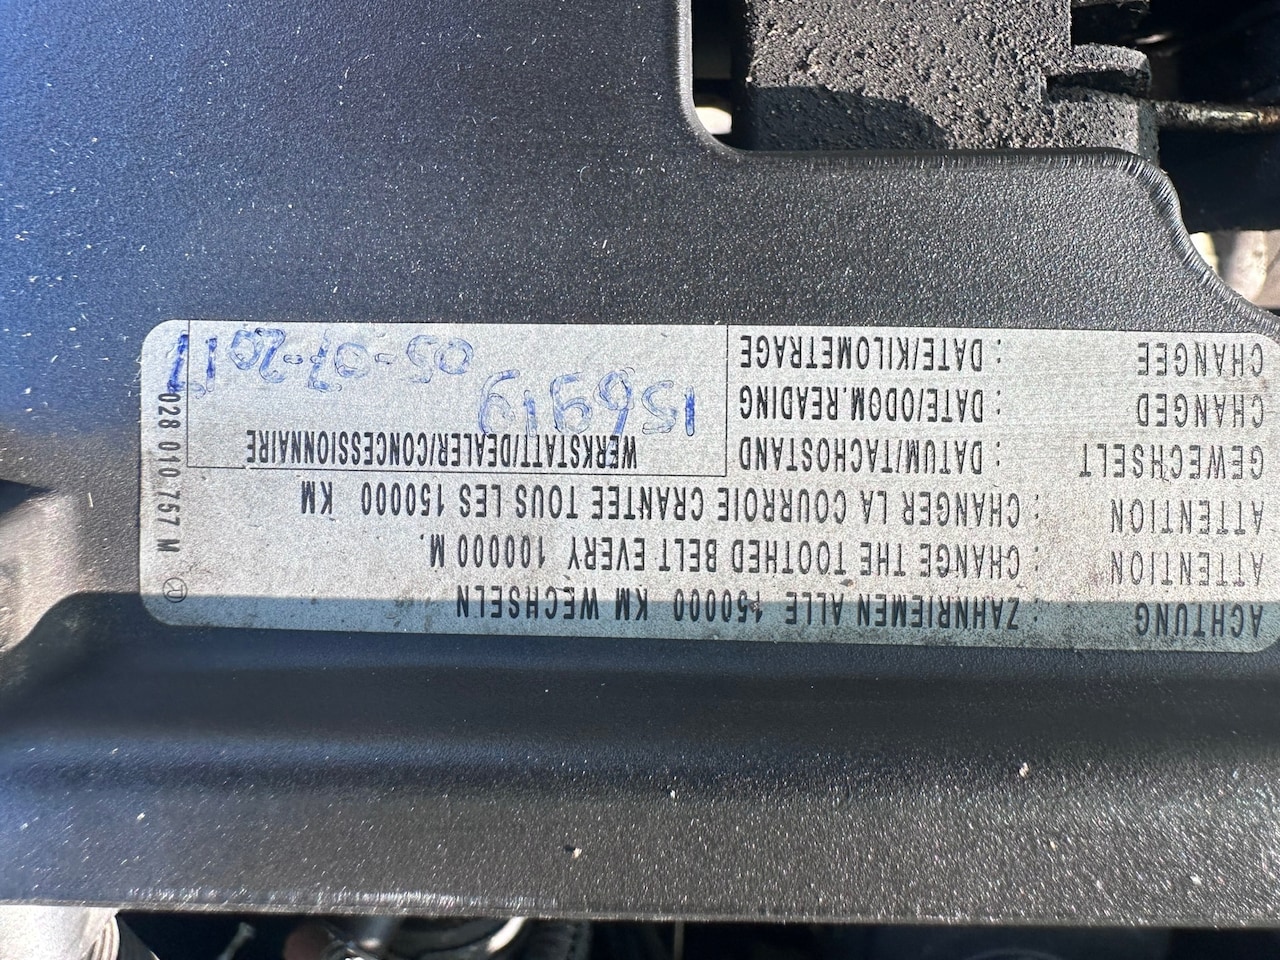 ACHTUNG : ZAHNRIEMEN ALLE 150000 KM WECHSELN
ATTENTION : CHANGE THE TOOTHED BELT EVERY 100000 M.
ATTENTION : CHANGER LA COURROIE CRANTEE TOUS LES 150000 KM
GEWECHSELT : DATUM/TACHOSTAND WERKSTATT/DEALER/CONCESSIONNAIRE
CHANGED : DATE/ODOM.READING 156919
CHANGEE : DATE/KILOMETRAGE 05-07-2017
028 010 757 M